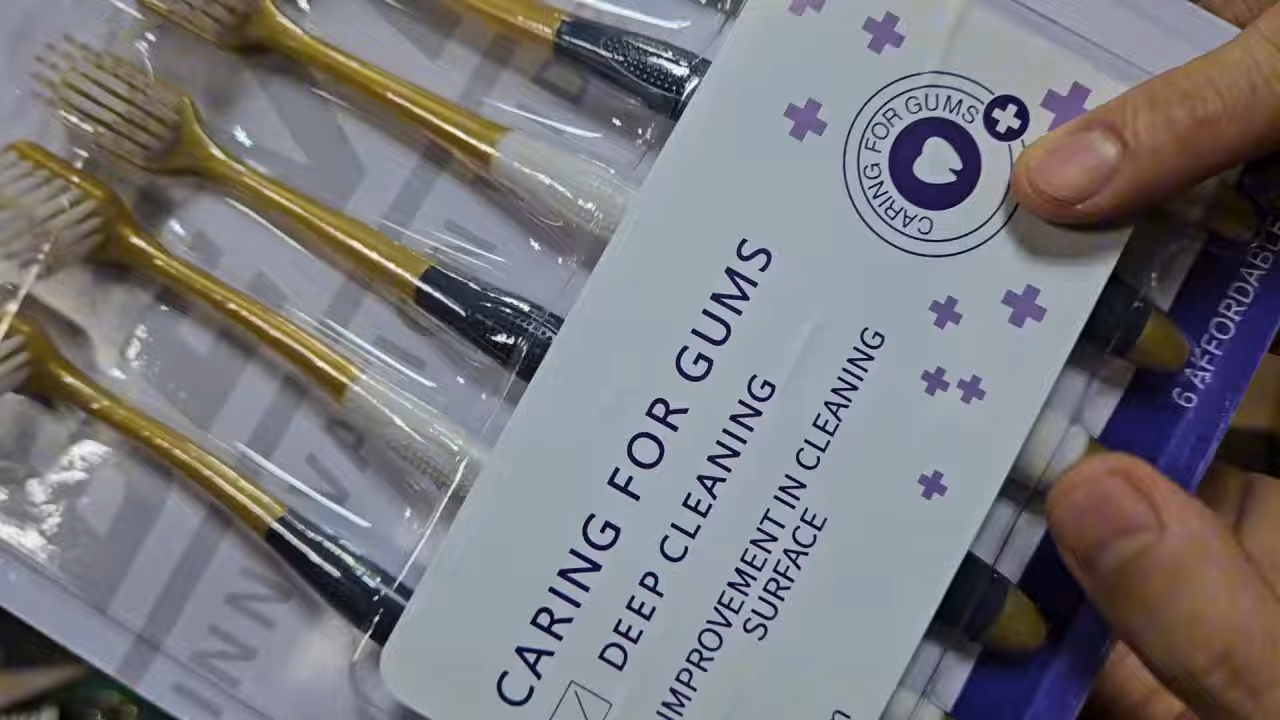 CARING FOR GUMS
CARING FOR GUMS
DEEP CLEANING
IMPROVEMENT IN CLEANING
SURFACE
6 AFFORDABLE